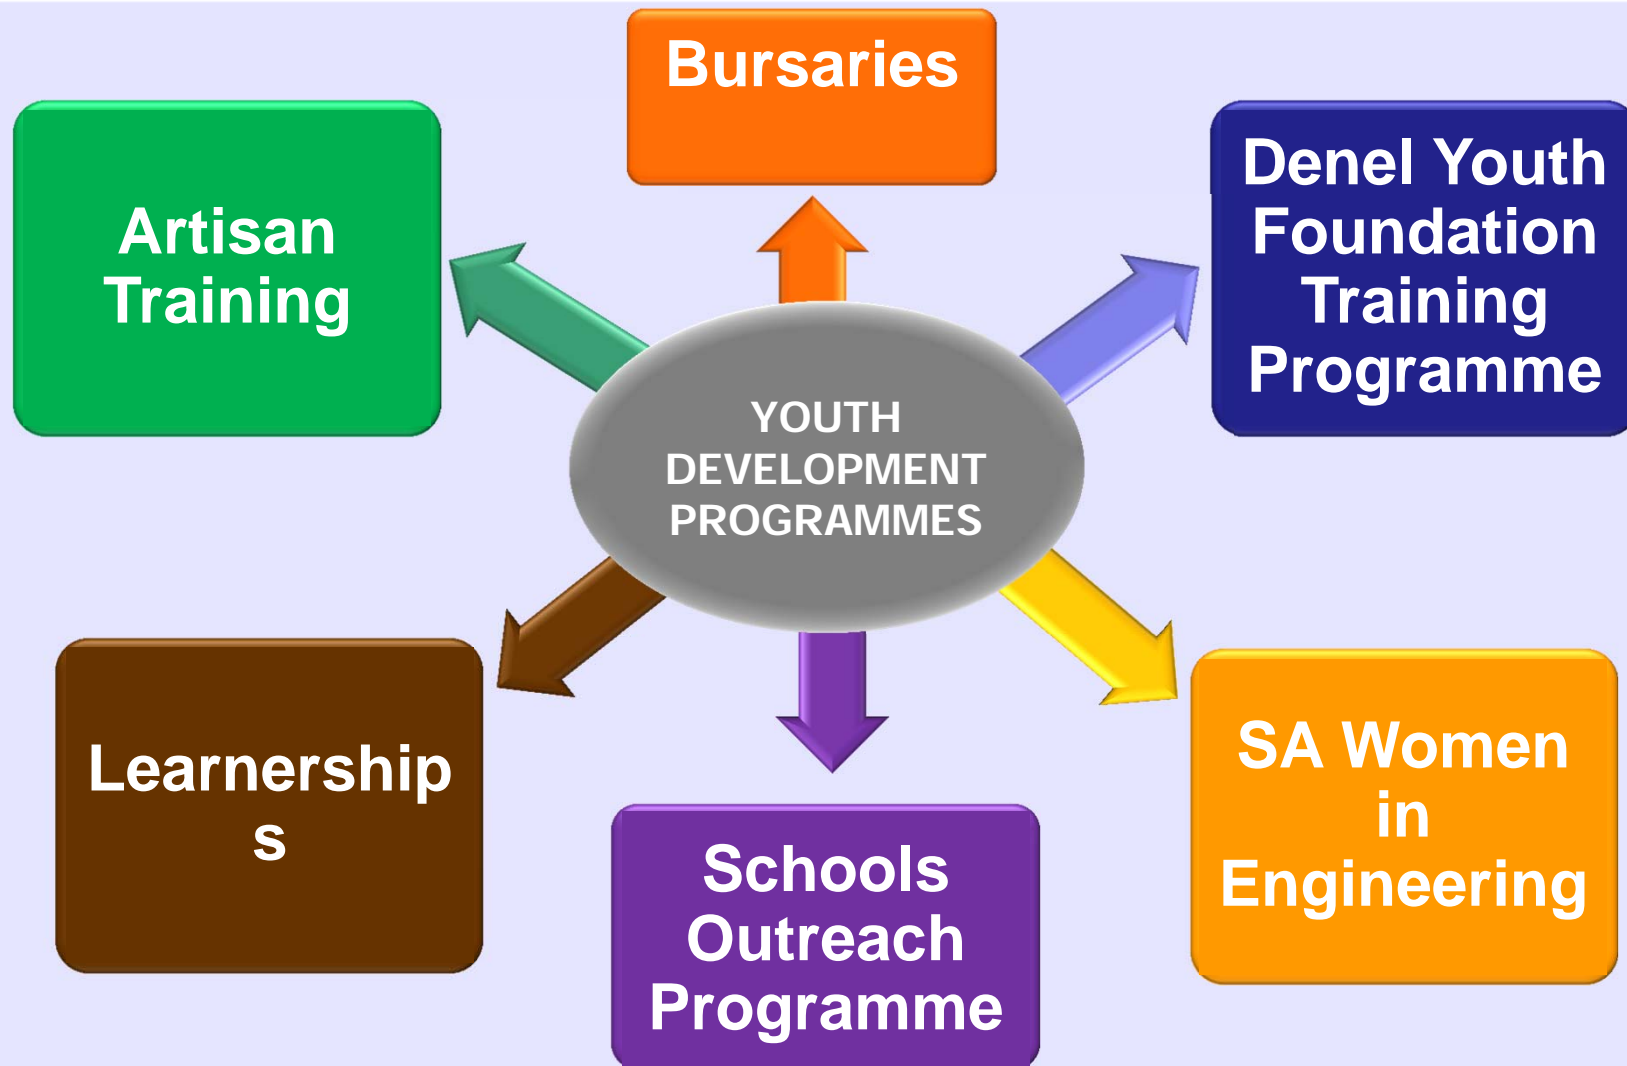 Bursaries
Artisan
Training
Denel Youth
Foundation
Training
Programme
YOUTH
DEVELOPMENT
PROGRAMMES
Learnership
s
Schools
Outreach
Programme
SA Women
in
Engineering